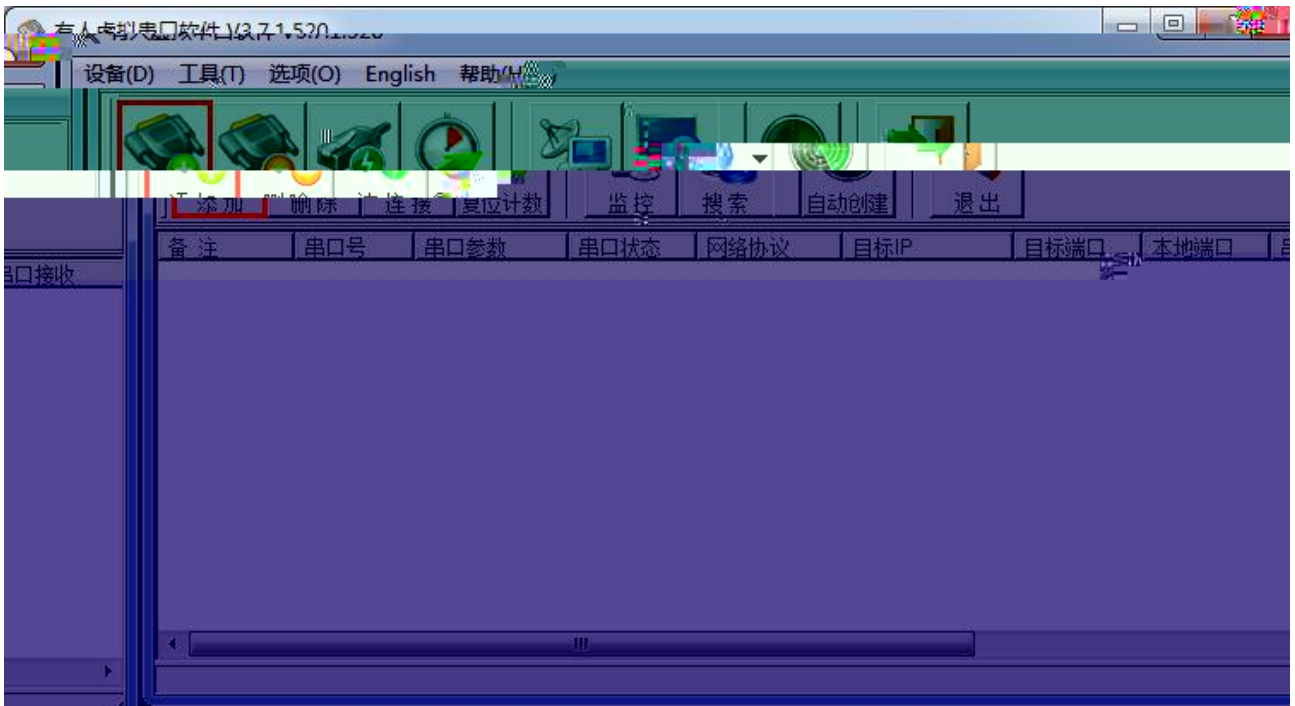 有人虚拟串口软件 V3.7.1.520
设备(D) 工具(T) 选项(O) English 帮助(H)
添加 删除 连接 复位计数 监控 搜索 自动创建 退出
备 注 串口号 串口参数 串口状态 网络协议 目标IP 目标端口 本地端口
串口接收